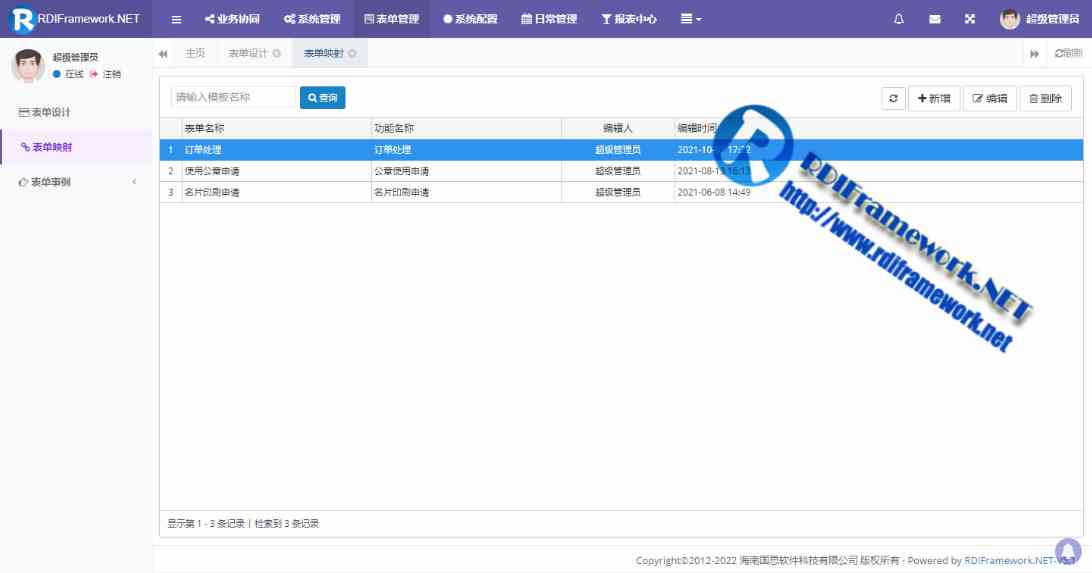 RDIFramework.NET 业务协同 系统管理 表单管理 系统配置 日常管理 报表中心 超级管理员
超级管理员
在线 注销
主页 表单设计 表单映射 刷新
表单设计
表单映射
表单事例
请输入模板名称 查询 新增 编辑 删除
表单名称 功能名称 编辑人 编辑时间
1 订单处理 订单处理 超级管理员 2021-10
2 使用公章申请 公章使用申请 超级管理员 2021-08-13 16:13
3 名片印刷申请 名片印刷申请 超级管理员 2021-06-08 14:49
RDIFramework.NET
http://www.rdiframework.net
显示第 1 - 3 条记录 | 检索到 3 条记录
Copyright©2012-2022 海南国思软件科技有限公司 版权所有 - Powered by RDIFramework.NET